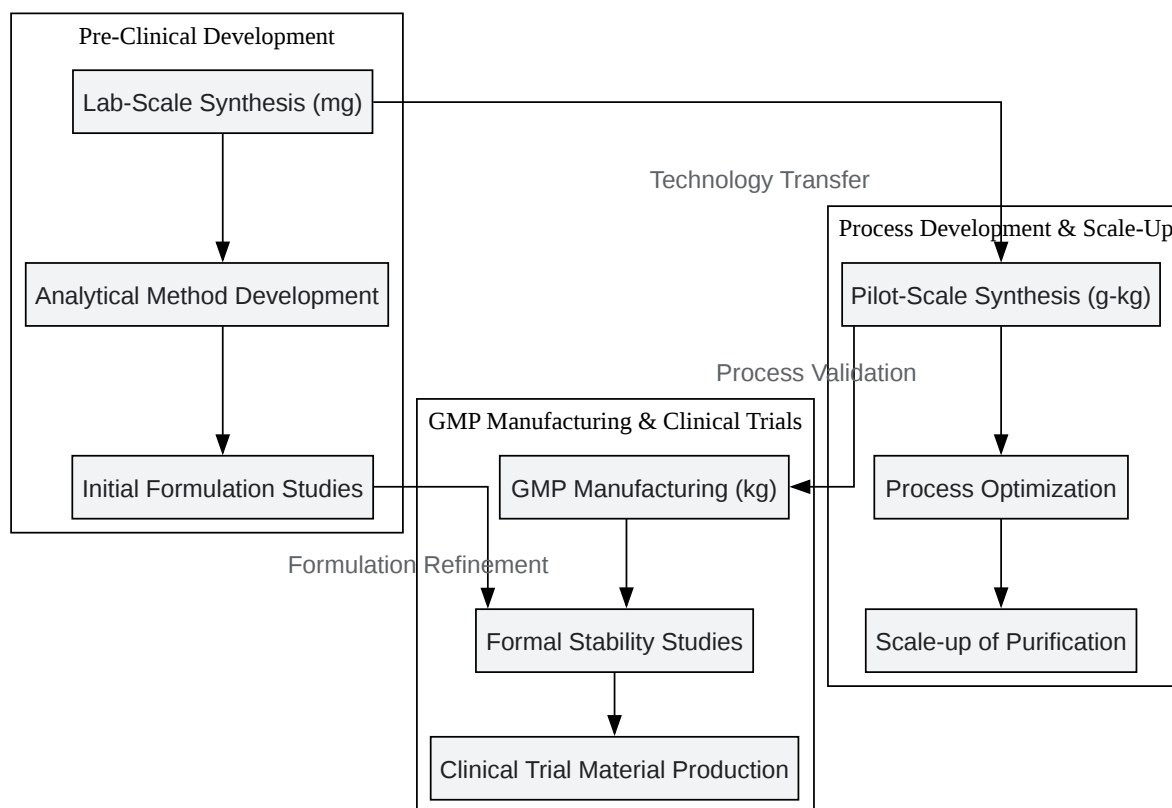 Pre-Clinical Development
Lab-Scale Synthesis (mg)
Analytical Method Development
Initial Formulation Studies
Technology Transfer
Process Development & Scale-Up
Pilot-Scale Synthesis (g-kg)
Process Validation
Process Optimization
Scale-up of Purification
GMP Manufacturing & Clinical Trials
GMP Manufacturing (kg)
Formulation Refinement
Formal Stability Studies
Clinical Trial Material Production